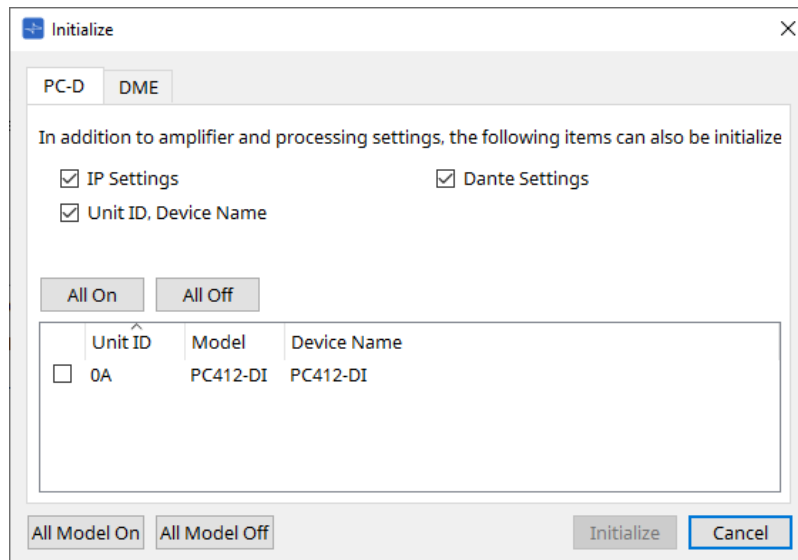 Initialize
PC-D DME
In addition to amplifier and processing settings, the following items can also be initialize
IP Settings Dante Settings
Unit ID, Device Name
All On All Off
Unit ID Model Device Name
0A PC412-DI PC412-DI
All Model On All Model Off Initialize Cancel